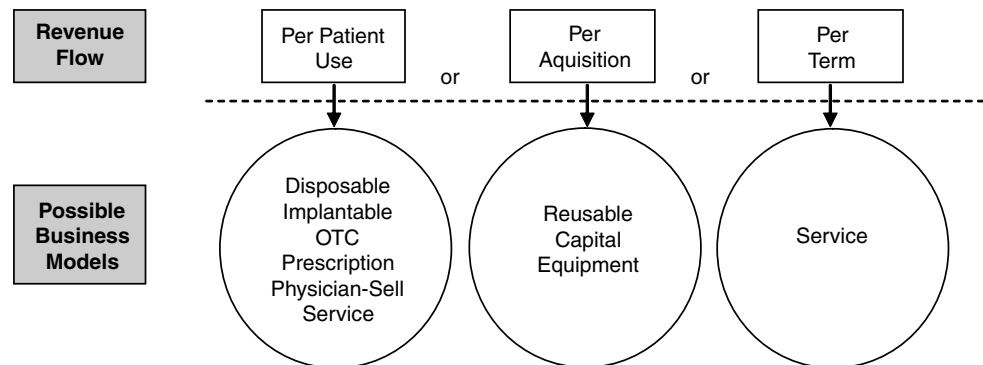 Revenue
Flow
Per Patient
Use
or
Per
Aquisition
or
Per
Term
Possible
Business
Models
Disposable
Implantable
OTC
Prescription
Physician-Sell
Service
Reusable
Capital
Equipment
Service